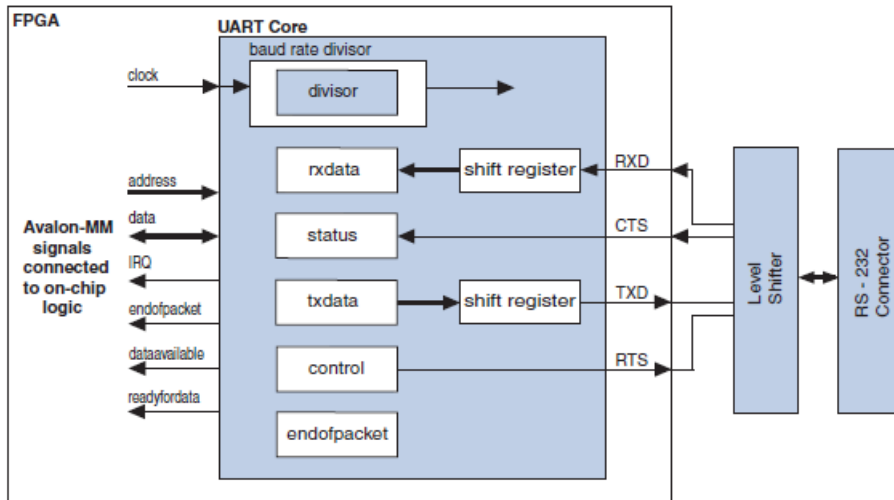 FPGA
UART Core
baud rate divisor
clock
divisor
rxdata
shift register
RXD
address
data
Avalon-MM
signals
connected
to on-chip
logic
status
CTS
IRQ
txdata
shift register
TXD
endofpacket
dataavailable
control
RTS
readyfordata
endofpacket
Level
Shifter
RS - 232
Connector